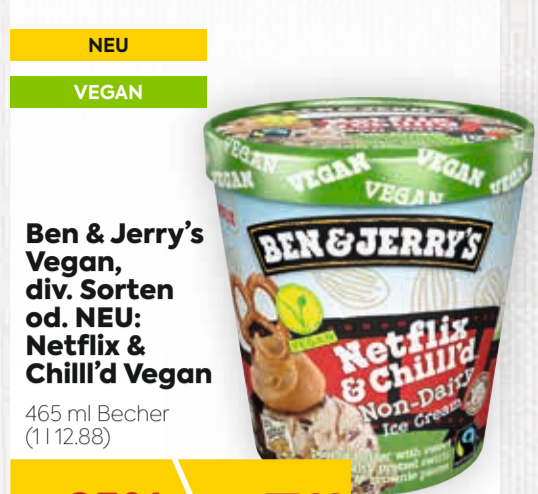 NEU
VEGAN
Ben & Jerry's
Vegan,
div. Sorten
od. NEU:
Netflix &
Chilll'd Vegan
465 ml Becher
(1 l 12.88)
VEGAN
VEGAN
VEGAN
VEGAN
BEN & JERRY'S
VEGAN
Netflix
& Chilll'd
Non-Dairy
Ice Cream